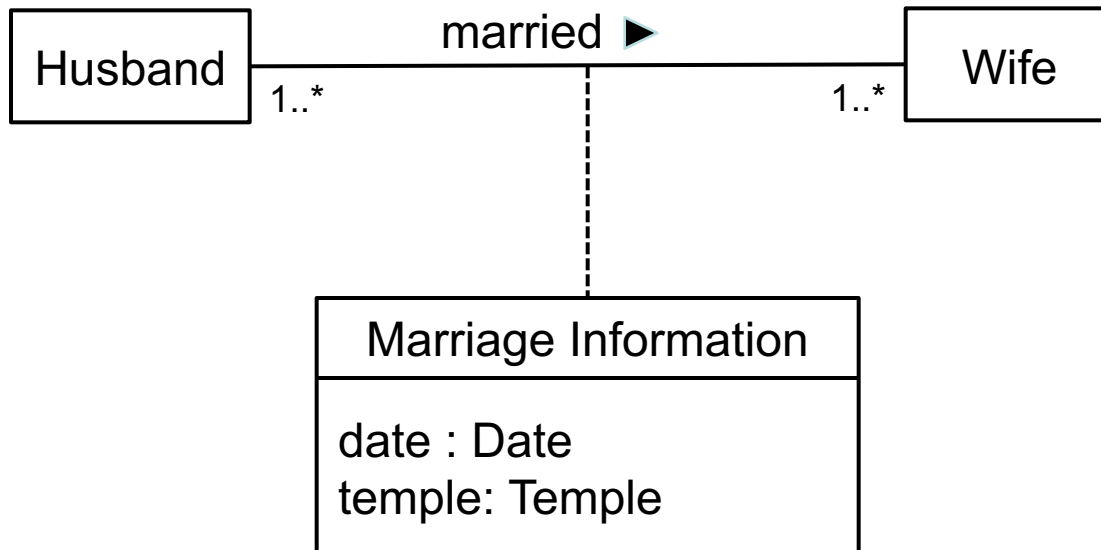 married ►
Husband
Wife
1..*
1..*
Marriage Information
date : Date
temple: Temple